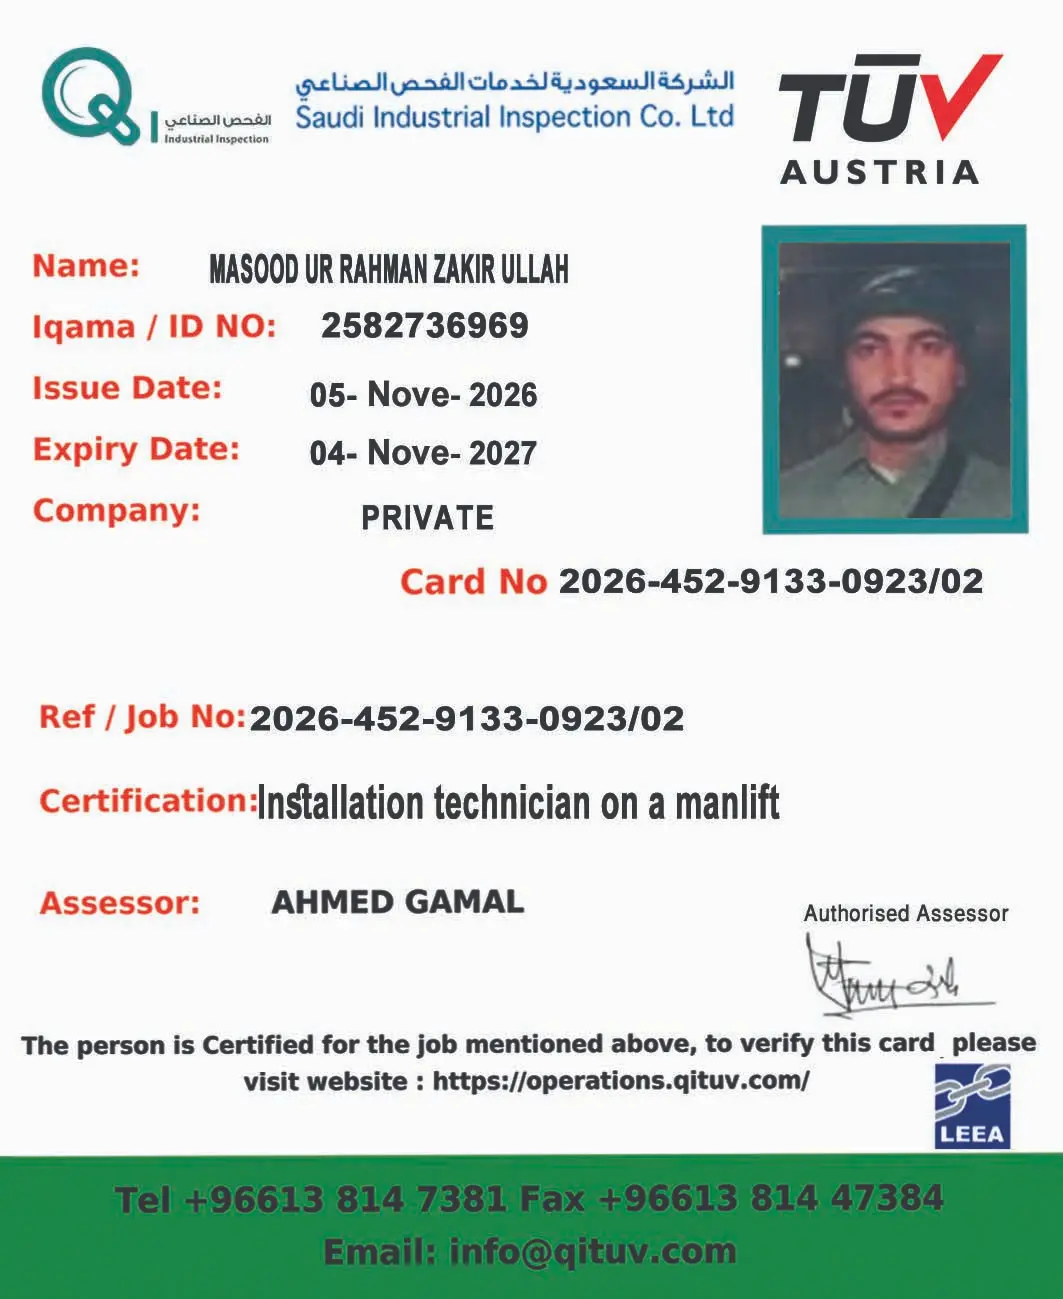 الفحص الصناعي
Industrial Inspection
الشركة السعودية لخدمات الفحص الصناعي
Saudi Industrial Inspection Co. Ltd
TÜV
AUSTRIA
Name: MASOOD UR RAHMAN ZAKIR ULLAH
Iqama / ID NO: 2582736969
Issue Date: 05- Nove- 2026
Expiry Date: 04- Nove- 2027
Company: PRIVATE
Card No 2026-452-9133-0923/02
Ref / Job No: 2026-452-9133-0923/02
Certification: Installation technician on a manlift
Assessor: AHMED GAMAL
Authorised Assessor
The person is Certified for the job mentioned above, to verify this card please
visit website : https://operations.qituv.com/
LEEA
Tel +96613 814 7381 Fax +96613 814 47384
Email: info@qituv.com